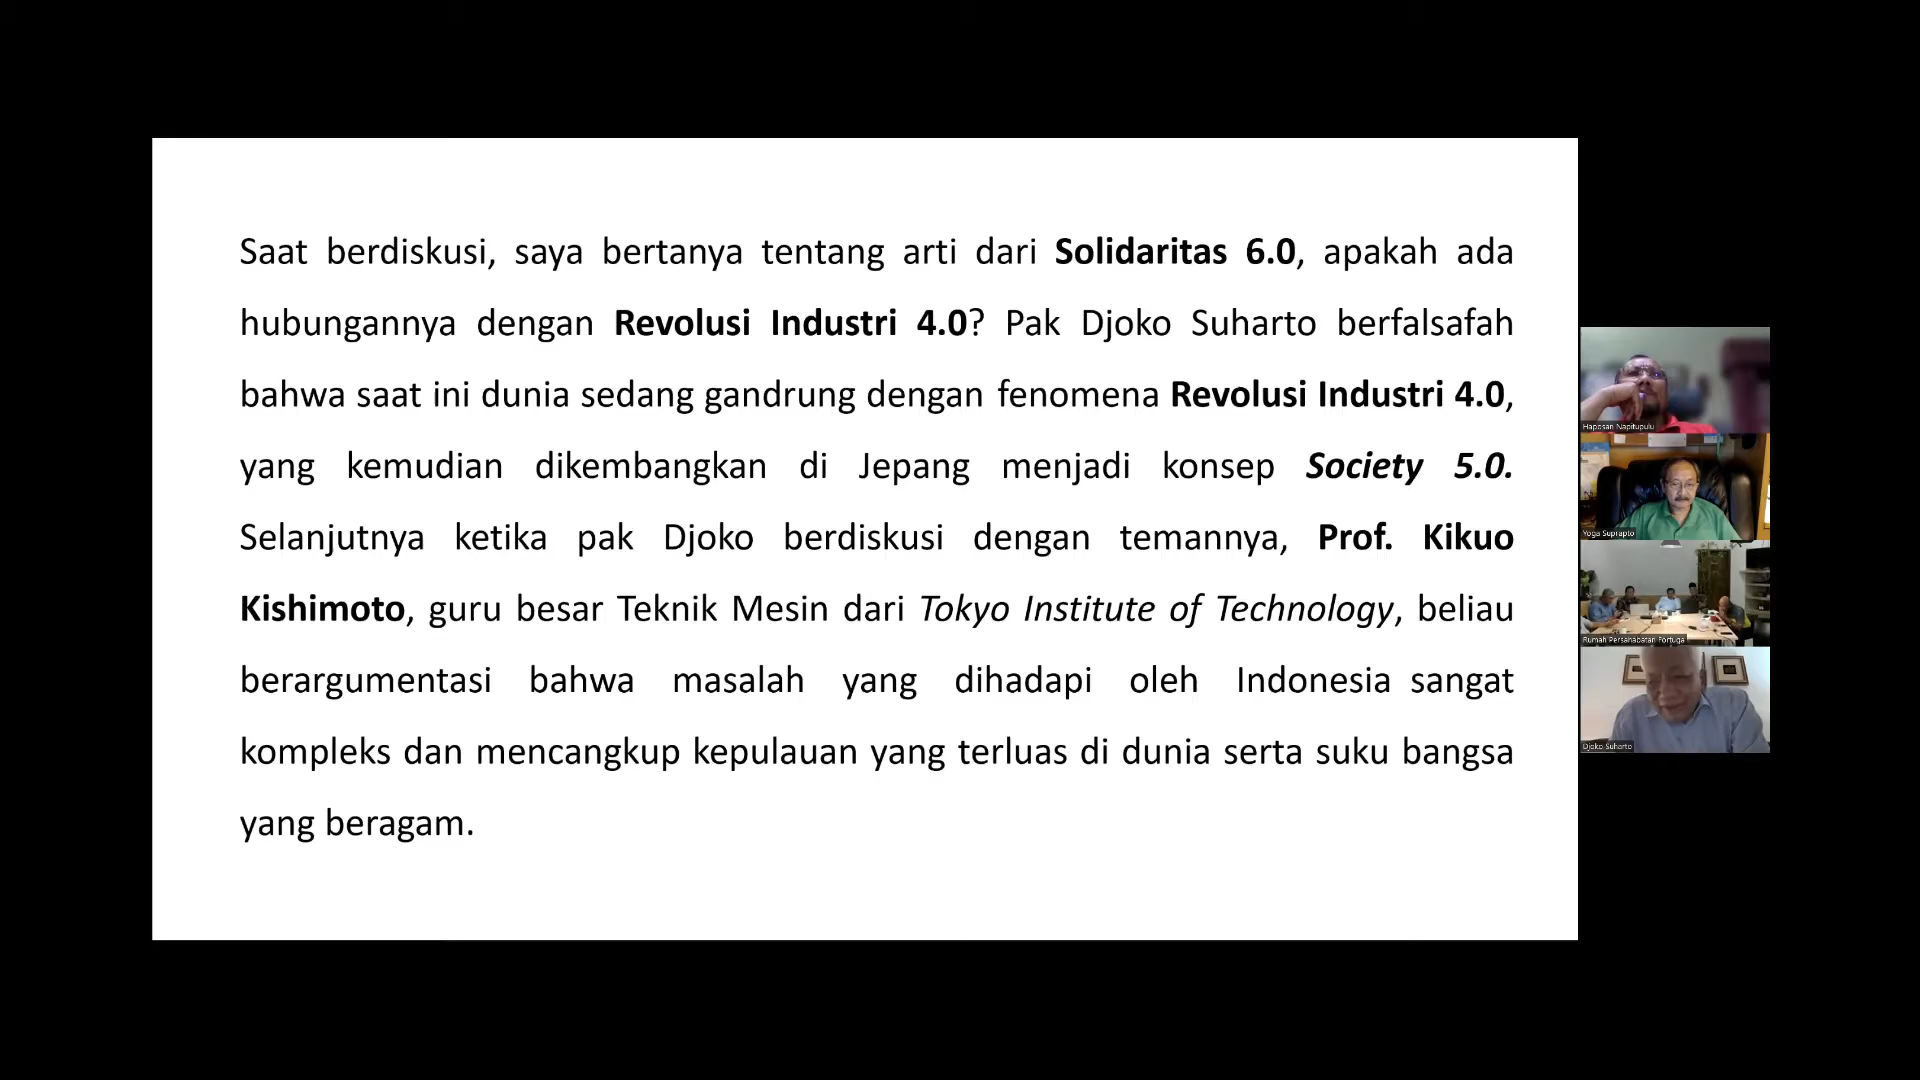 Saat berdiskusi, saya bertanya tentang arti dari Solidaritas 6.0, apakah ada
hubungannya dengan Revolusi Industri 4.0? Pak Djoko Suharto berfalsafah
bahwa saat ini dunia sedang gandrung dengan fenomena Revolusi Industri 4.0,
yang kemudian dikembangkan di Jepang menjadi konsep Society 5.0.
Selanjutnya ketika pak Djoko berdiskusi dengan temannya, Prof. Kikuo
Kishimoto, guru besar Teknik Mesin dari Tokyo Institute of Technology, beliau
berargumentasi bahwa masalah yang dihadapi oleh Indonesia sangat
kompleks dan mencangkup kepulauan yang terluas di dunia serta suku bangsa
yang beragam.
Haposan Napitupulu
Yoga Suprapto
Rumah Persahabatan Fortuga
Djoko Suharto